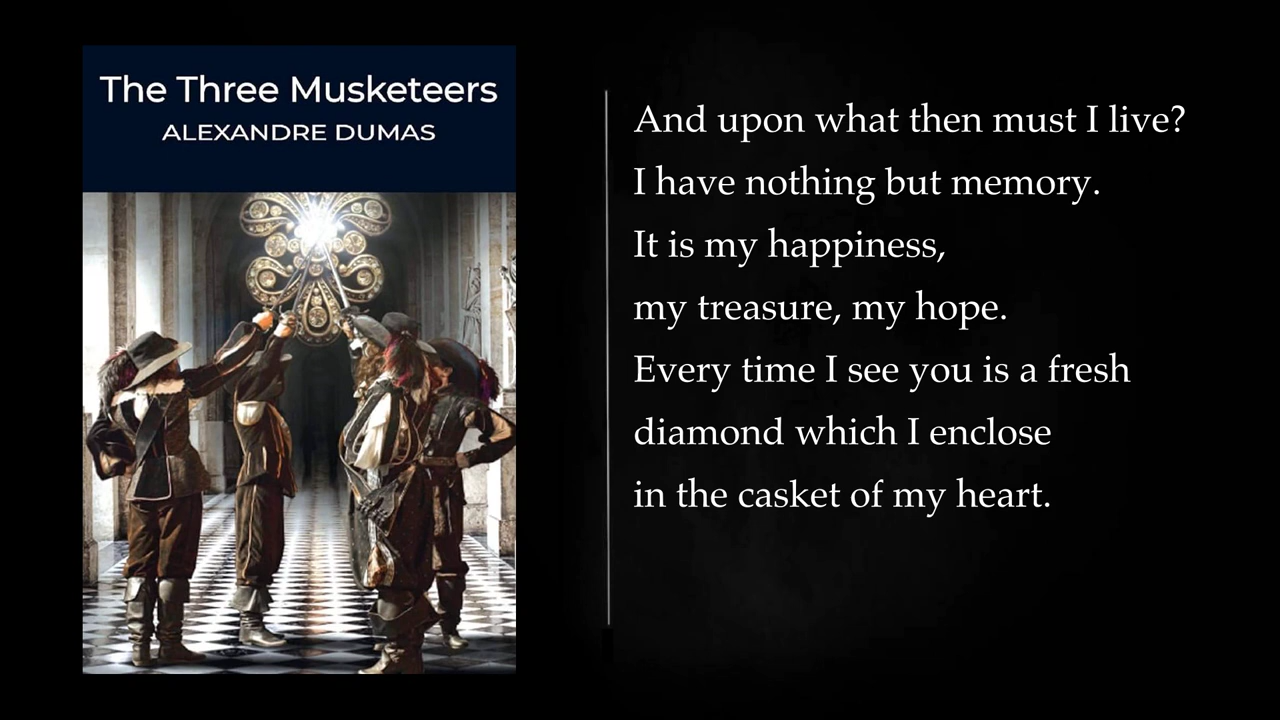 The Three Musketeers
ALEXANDRE DUMAS
And upon what then must I live?
I have nothing but memory.
It is my happiness,
my treasure, my hope.
Every time I see you is a fresh
diamond which I enclose
in the casket of my heart.